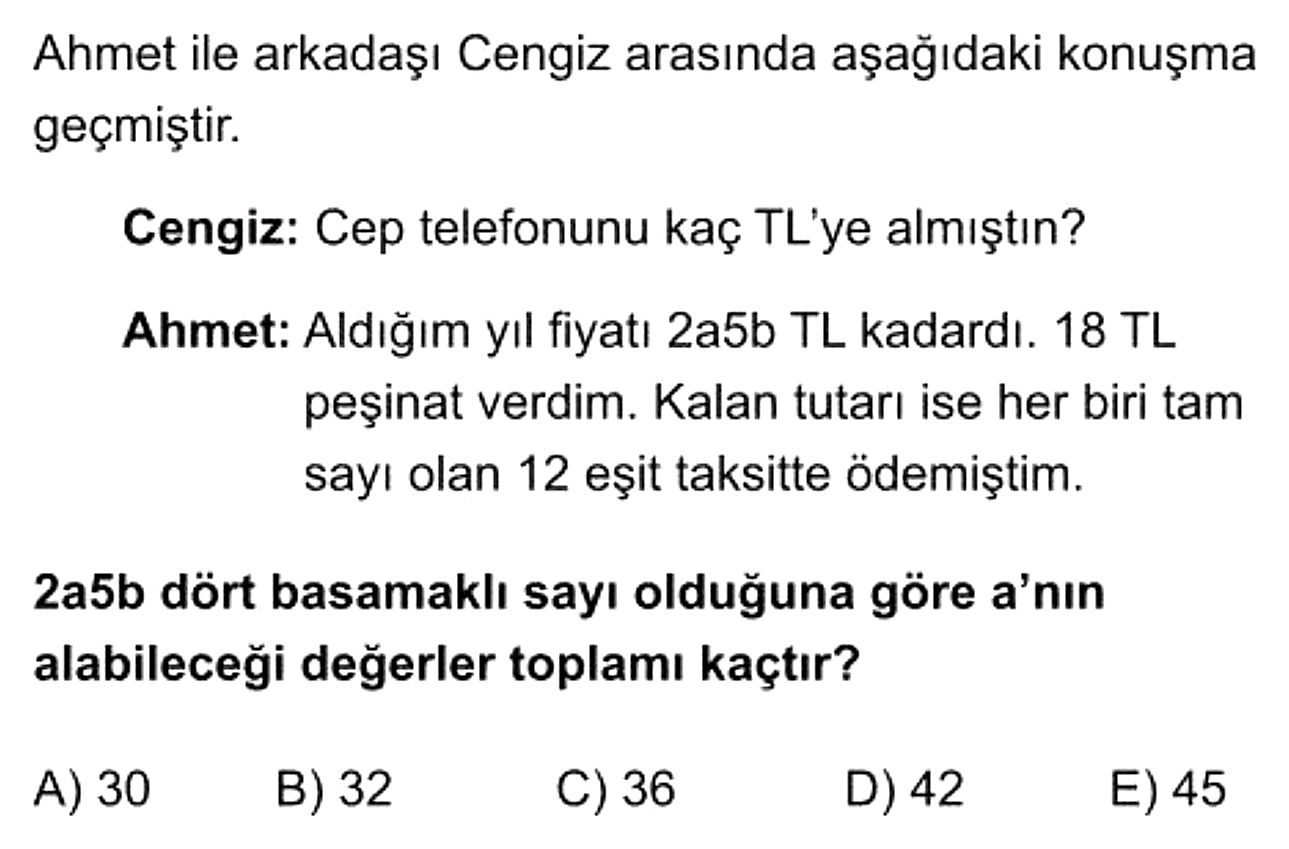 Ahmet ile arkadaşı Cengiz arasında aşağıdaki konuşma
geçmiştir.
Cengiz: Cep telefonunu kaç TL'ye almıştın?
Ahmet: Aldığım yıl fiyatı 2a5b TL kadardı. 18 TL
peşinat verdim. Kalan tutarı ise her biri tam
sayı olan 12 eşit taksitte ödemiştim.
2a5b dört basamaklı sayı olduğuna göre a'nın
alabileceği değerler toplamı kaçtır?
A) 30 B) 32 C) 36 D) 42 E) 45